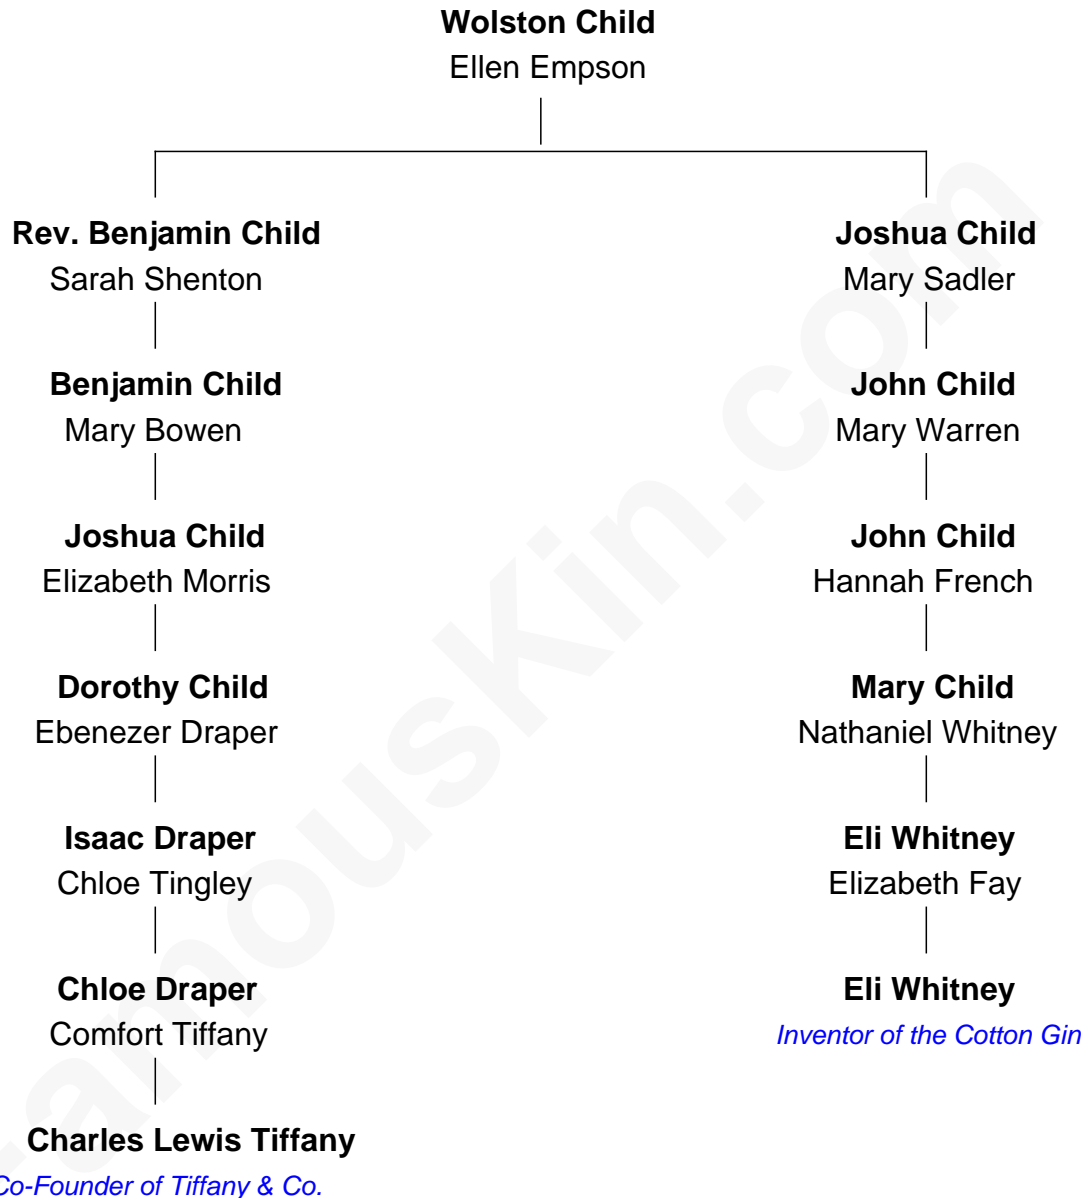 Wolston Child
Ellen Empson
Rev. Benjamin Child
Sarah Shenton
Joshua Child
Mary Sadler
Benjamin Child
Mary Bowen
John Child
Mary Warren
Joshua Child
Elizabeth Morris
John Child
Hannah French
Dorothy Child
Ebenezer Draper
Mary Child
Nathaniel Whitney
Isaac Draper
Chloe Tingley
Eli Whitney
Elizabeth Fay
Chloe Draper
Comfort Tiffany
Eli Whitney
Inventor of the Cotton Gin
Charles Lewis Tiffany
Co-Founder of Tiffany & Co.
FamousKin.com